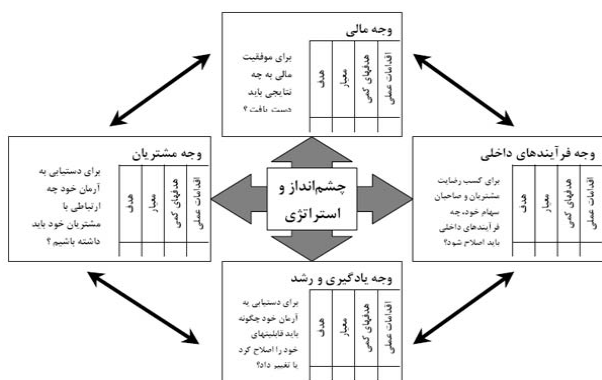 وجه مالی
برای موفقیت
مالی به چه
نتایجی باید
دست یافت؟
هدف
معیار
هدفهای کمی
اقدامات عملی
وجه مشتریان
برای دستیابی به
آرمان خود چه
ارتباطی با
مشتریان خود باید
داشته باشیم؟
هدف
معیار
هدفهای کمی
اقدامات عملی
چشم‌انداز و
استراتژی
وجه فرآیندهای داخلی
برای کسب رضایت
مشتریان و صاحبان
سهام خود، چه
فرآیندهای داخلی
باید اصلاح شود؟
هدف
معیار
هدفهای کمی
اقدامات عملی
وجه یادگیری و رشد
برای دستیابی به
آرمان خود چگونه
باید قابلیتهای
خود را اصلاح کرد
یا تغییر داد؟
هدف
معیار
هدفهای کمی
اقدامات عملی